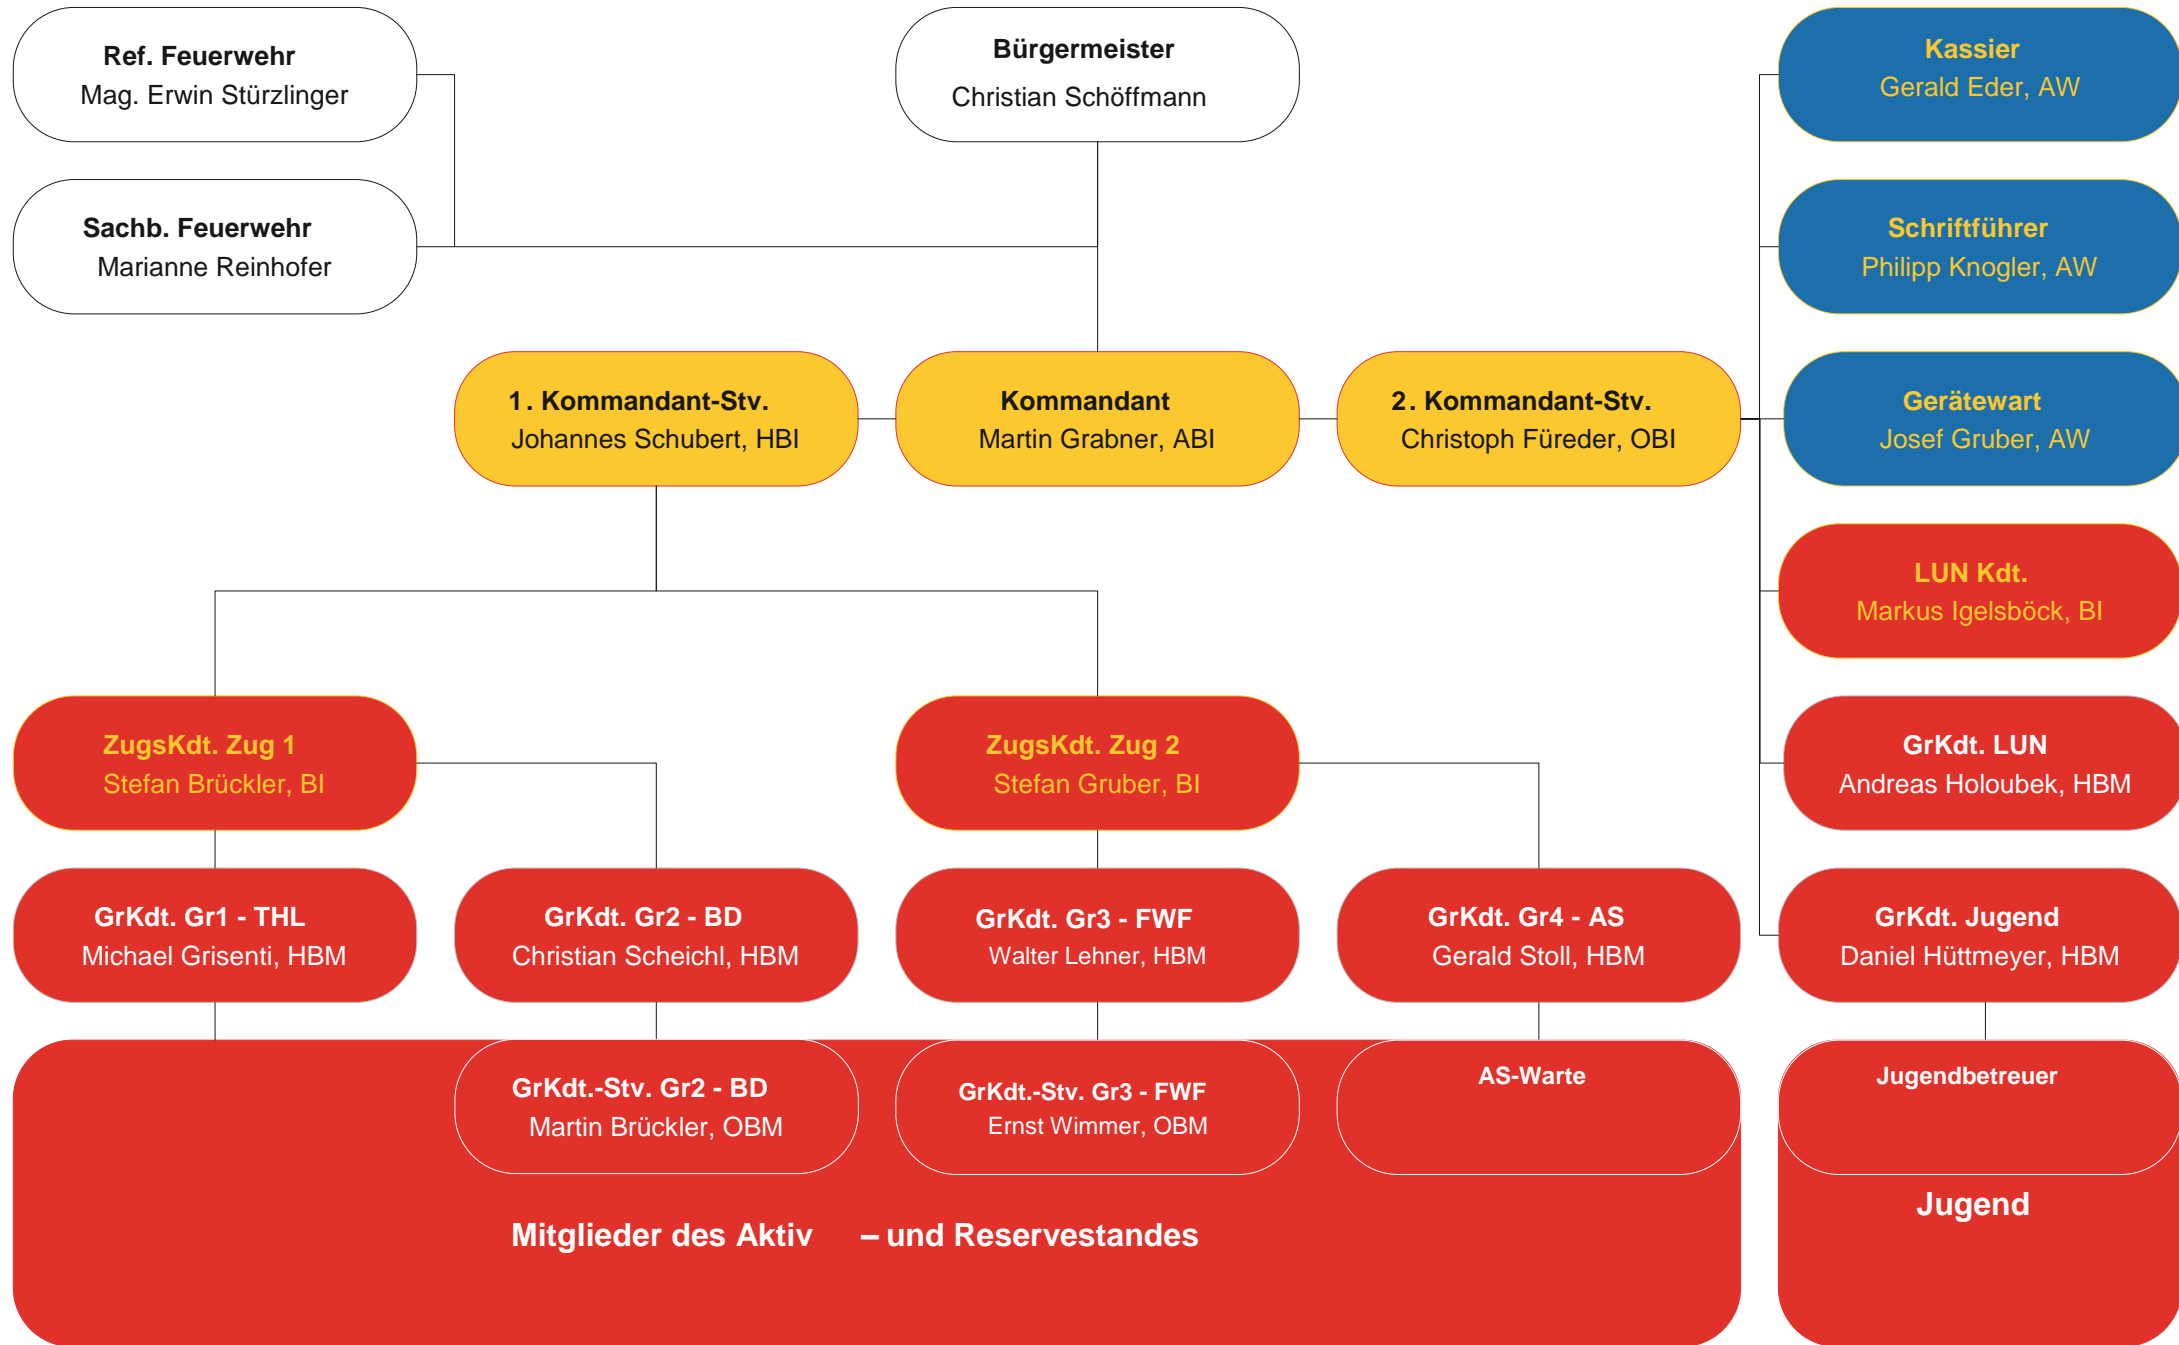 Ref. Feuerwehr
Mag. Erwin Stürzlinger
Bürgermeister
Christian Schöffmann
Kassier
Gerald Eder, AW
Sachb. Feuerwehr
Marianne Reinhofer
Schriftführer
Philipp Knogler, AW
1. Kommandant-Stv.
Johannes Schubert, HBI
Kommandant
Martin Grabner, ABI
2. Kommandant-Stv.
Christoph Füreder, OBI
Gerätewart
Josef Gruber, AW
LUN Kdt.
Markus Igelsböck, BI
ZugsKdt. Zug 1
Stefan Brückler, BI
ZugsKdt. Zug 2
Stefan Gruber, BI
GrKdt. LUN
Andreas Holoubek, HBM
GrKdt. Gr1 - THL
Michael Grisenti, HBM
GrKdt. Gr2 - BD
Christian Scheichl, HBM
GrKdt. Gr3 - FWF
Walter Lehner, HBM
GrKdt. Gr4 - AS
Gerald Stoll, HBM
GrKdt. Jugend
Daniel Hüttmeyer, HBM
GrKdt.-Stv. Gr2 - BD
Martin Brückler, OBM
GrKdt.-Stv. Gr3 - FWF
Ernst Wimmer, OBM
AS-Warte
Jugendbetreuer
Mitglieder des Aktiv – und Reservestandes
Jugend